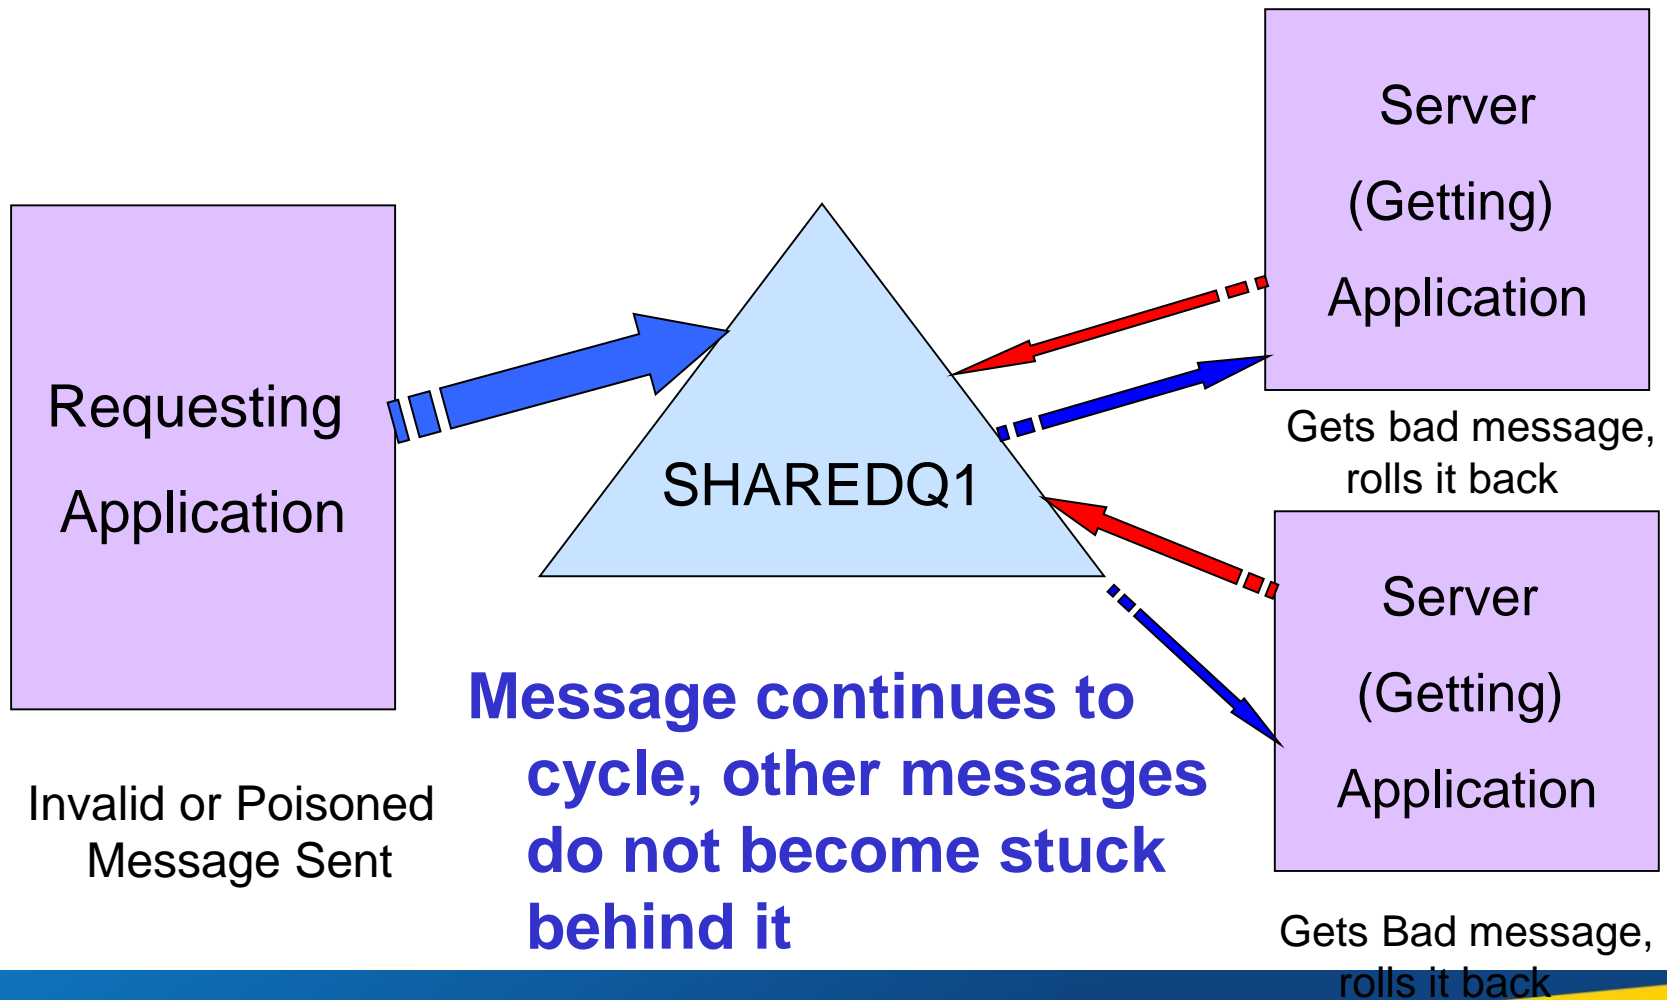 Requesting
Application
Invalid or Poisoned
Message Sent
SHAREDQ1
Message continues to
cycle, other messages
do not become stuck
behind it
Server
(Getting)
Application
Gets bad message,
rolls it back
Server
(Getting)
Application
Gets Bad message,
rolls it back